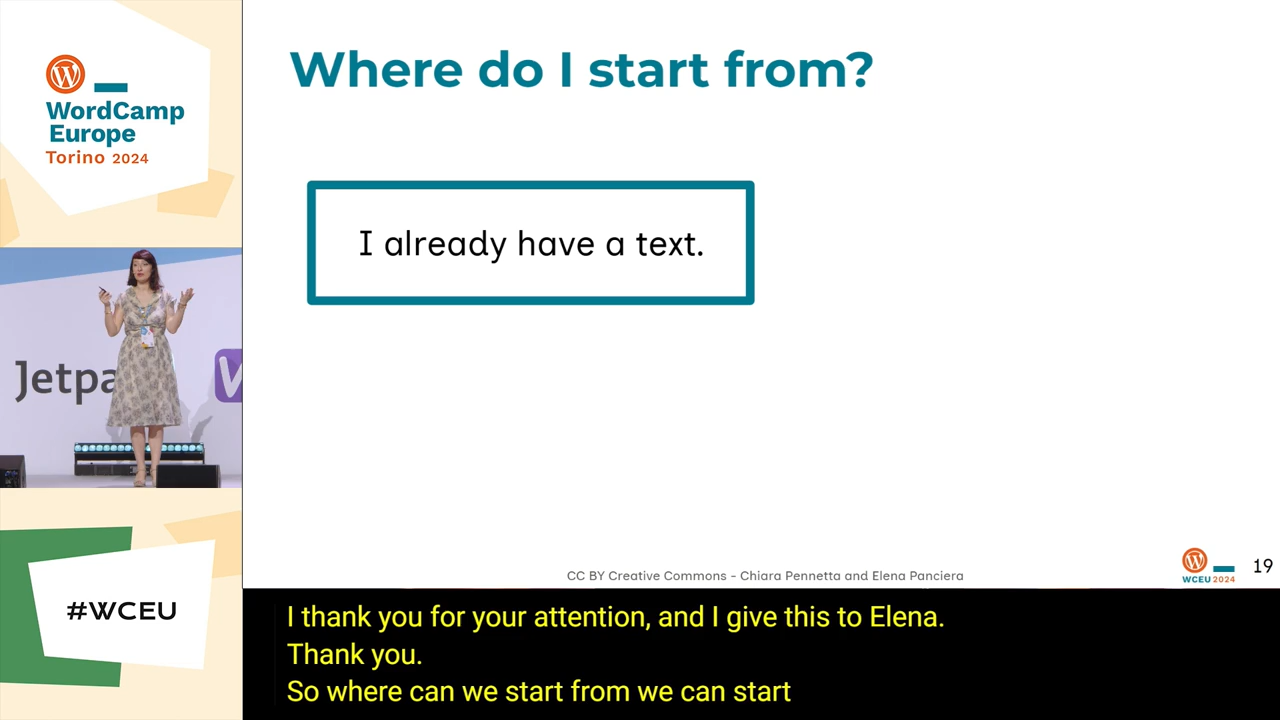 WordCamp
Europe
Torino 2024
Where do I start from?
I already have a text.
Jetpa
#WCEU
CC BY Creative Commons - Chiara Pennetta and Elena Panciera
WCEU 2024
19
I thank you for your attention, and I give this to Elena.
Thank you.
So where can we start from we can start